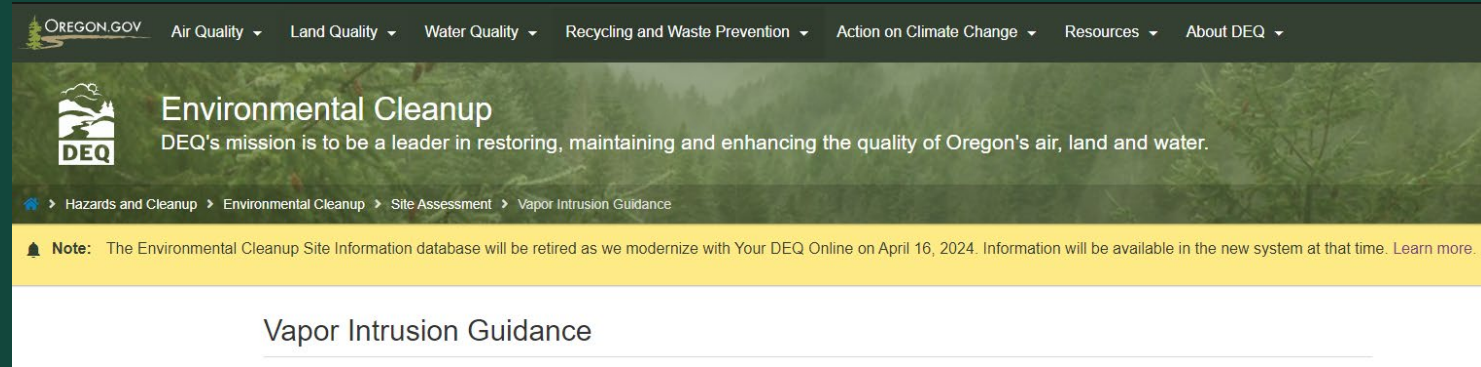 OREGON.GOV Air Quality Land Quality Water Quality Recycling and Waste Prevention Action on Climate Change Resources About DEQ
Environmental Cleanup
DEQ's mission is to be a leader in restoring, maintaining and enhancing the quality of Oregon's air, land and water.
DEQ
> Hazards and Cleanup > Environmental Cleanup > Site Assessment > Vapor Intrusion Guidance
Note: The Environmental Cleanup Site Information database will be retired as we modernize with Your DEQ Online on April 16, 2024. Information will be available in the new system at that time. Learn more.
Vapor Intrusion Guidance